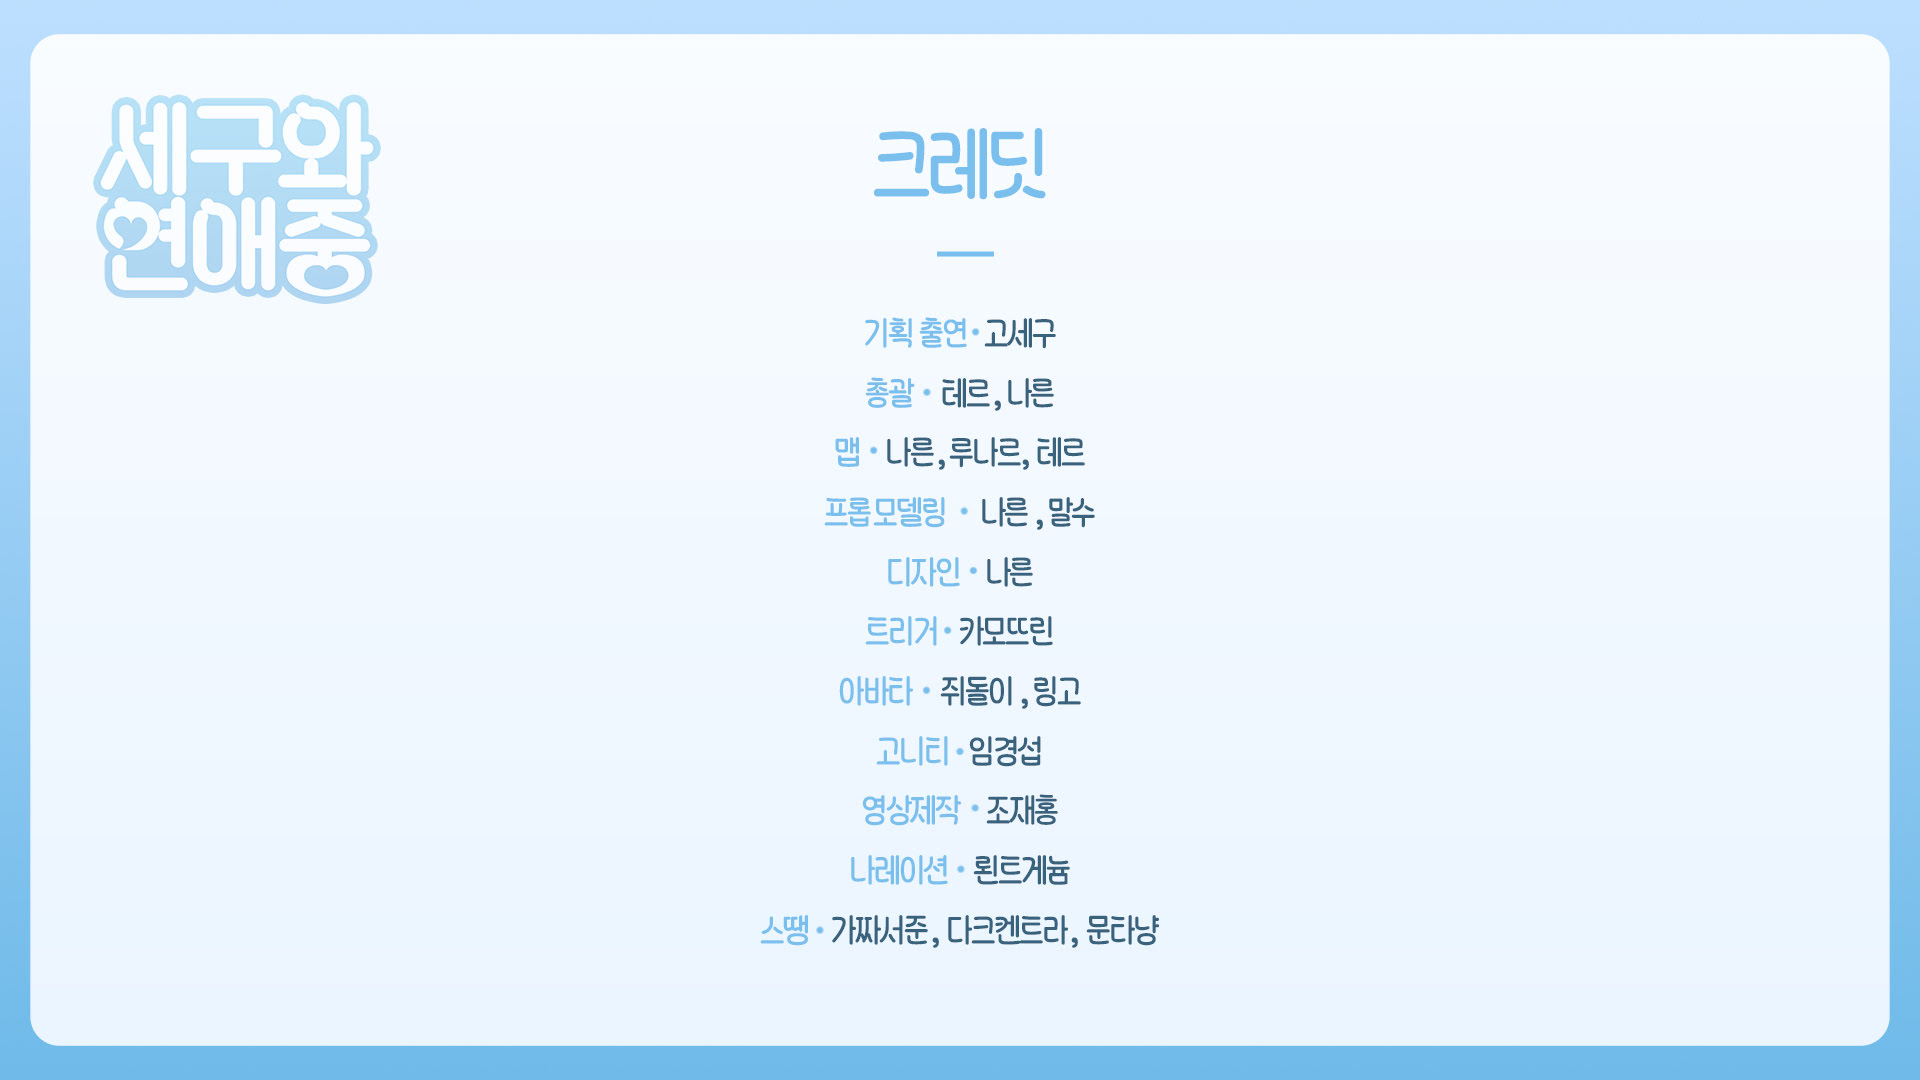 세구와
연애중
크레딧
기획 출연 • 고세구
총괄 • 테르, 나른
맵 • 나른, 루나르, 테르
프롭 모델링 • 나른, 말수
디자인 • 나른
트리거 • 카모뜨린
아바타 • 쥐돌이, 링고
고니티 • 임경섭
영상제작 • 조재홍
나레이션 • 뢴트게늄
스땡 • 가짜서준, 다크켄트라, 문타냥